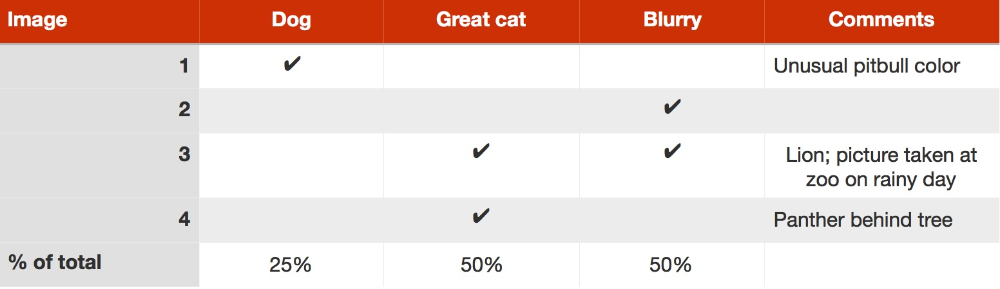 Image Dog Great cat Blurry Comments
1 ✔ Unusual pitbull color
2 ✔
3 ✔ ✔ Lion; picture taken at
zoo on rainy day
4 ✔ Panther behind tree
% of total 25% 50% 50%